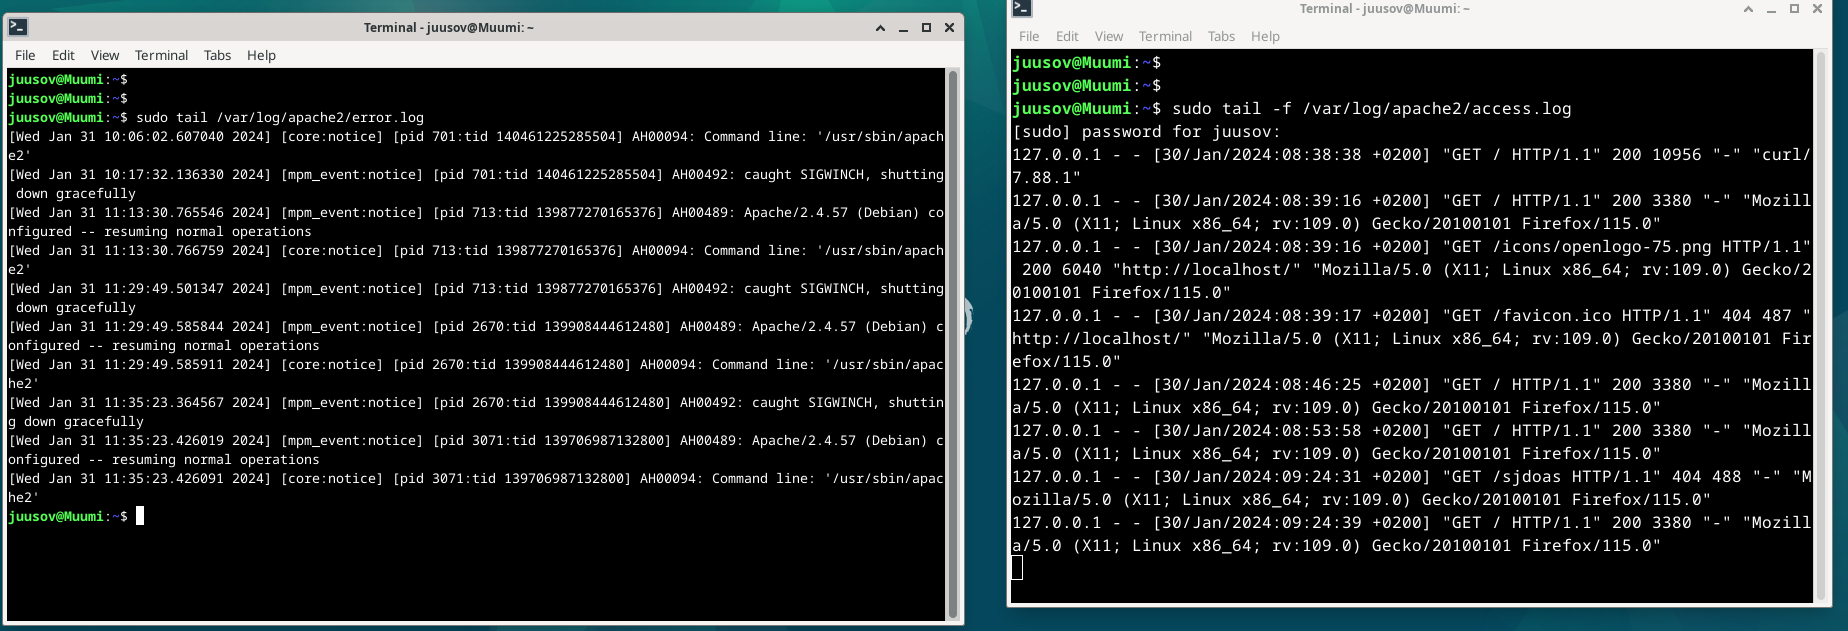 Terminal - juusov@Muumi: ~
File Edit View Terminal Tabs Help
juusov@Muumi:~$
juusov@Muumi:~$
juusov@Muumi:~$ sudo tail /var/log/apache2/error.log
[Wed Jan 31 10:06:02.607040 2024] [core:notice] [pid 701:tid 140461225285504] AH00094: Command line: '/usr/sbin/apach
e2'
[Wed Jan 31 10:17:32.136330 2024] [mpm_event:notice] [pid 701:tid 140461225285504] AH00492: caught SIGWINCH, shutting
 down gracefully
[Wed Jan 31 11:13:30.765546 2024] [mpm_event:notice] [pid 713:tid 139877270165376] AH00489: Apache/2.4.57 (Debian) co
nfigured -- resuming normal operations
[Wed Jan 31 11:13:30.766759 2024] [core:notice] [pid 713:tid 139877270165376] AH00094: Command line: '/usr/sbin/apach
e2'
[Wed Jan 31 11:29:49.501347 2024] [mpm_event:notice] [pid 713:tid 139877270165376] AH00492: caught SIGWINCH, shutting
 down gracefully
[Wed Jan 31 11:29:49.585844 2024] [mpm_event:notice] [pid 2670:tid 139908444612480] AH00489: Apache/2.4.57 (Debian) c
onfigured -- resuming normal operations
[Wed Jan 31 11:29:49.585911 2024] [core:notice] [pid 2670:tid 139908444612480] AH00094: Command line: '/usr/sbin/apac
he2'
[Wed Jan 31 11:35:23.364567 2024] [mpm_event:notice] [pid 2670:tid 139908444612480] AH00492: caught SIGWINCH, shuttin
g down gracefully
[Wed Jan 31 11:35:23.426019 2024] [mpm_event:notice] [pid 3071:tid 139706987132800] AH00489: Apache/2.4.57 (Debian) c
onfigured -- resuming normal operations
[Wed Jan 31 11:35:23.426091 2024] [core:notice] [pid 3071:tid 139706987132800] AH00094: Command line: '/usr/sbin/apac
he2'
juusov@Muumi:~$
Terminal - juusov@Muumi: ~
File Edit View Terminal Tabs Help
juusov@Muumi:~$
juusov@Muumi:~$
juusov@Muumi:~$ sudo tail -f /var/log/apache2/access.log
[sudo] password for juusov:
127.0.0.1 - - [30/Jan/2024:08:38:38 +0200] "GET / HTTP/1.1" 200 10956 "-" "curl/
7.88.1"
127.0.0.1 - - [30/Jan/2024:08:39:16 +0200] "GET / HTTP/1.1" 200 3380 "-" "Mozill
a/5.0 (X11; Linux x86_64; rv:109.0) Gecko/20100101 Firefox/115.0"
127.0.0.1 - - [30/Jan/2024:08:39:16 +0200] "GET /icons/openlogo-75.png HTTP/1.1"
 200 6040 "http://localhost/" "Mozilla/5.0 (X11; Linux x86_64; rv:109.0) Gecko/2
0100101 Firefox/115.0"
127.0.0.1 - - [30/Jan/2024:08:39:17 +0200] "GET /favicon.ico HTTP/1.1" 404 487 "
http://localhost/" "Mozilla/5.0 (X11; Linux x86_64; rv:109.0) Gecko/20100101 Fir
efox/115.0"
127.0.0.1 - - [30/Jan/2024:08:46:25 +0200] "GET / HTTP/1.1" 200 3380 "-" "Mozill
a/5.0 (X11; Linux x86_64; rv:109.0) Gecko/20100101 Firefox/115.0"
127.0.0.1 - - [30/Jan/2024:08:53:58 +0200] "GET / HTTP/1.1" 200 3380 "-" "Mozill
a/5.0 (X11; Linux x86_64; rv:109.0) Gecko/20100101 Firefox/115.0"
127.0.0.1 - - [30/Jan/2024:09:24:31 +0200] "GET /sjdoas HTTP/1.1" 404 488 "-" "M
ozilla/5.0 (X11; Linux x86_64; rv:109.0) Gecko/20100101 Firefox/115.0"
127.0.0.1 - - [30/Jan/2024:09:24:39 +0200] "GET / HTTP/1.1" 200 3380 "-" "Mozill
a/5.0 (X11; Linux x86_64; rv:109.0) Gecko/20100101 Firefox/115.0"